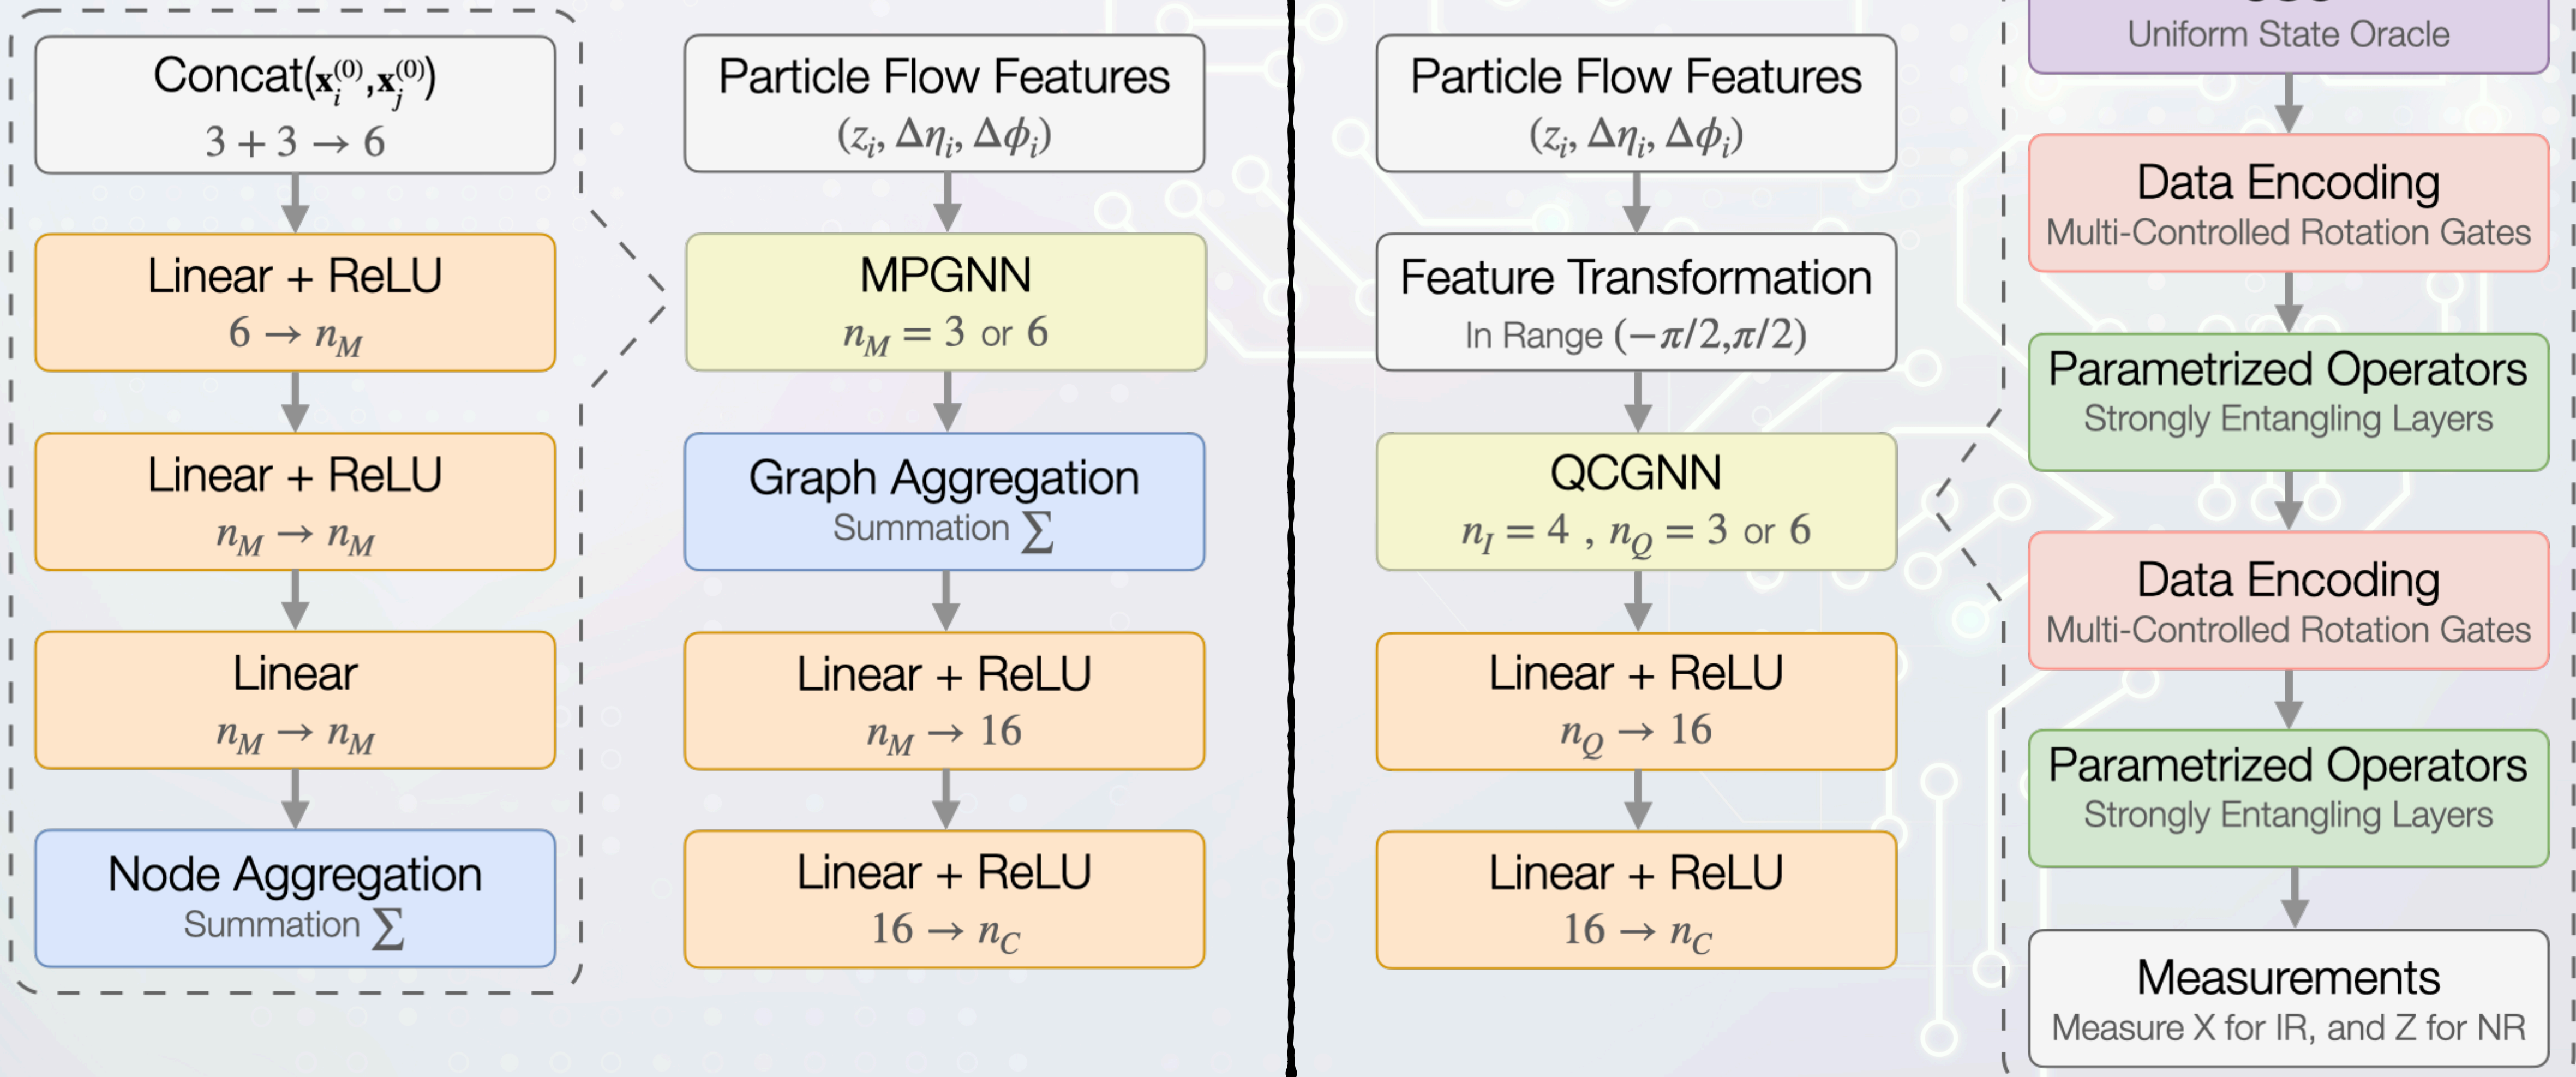 Concat(𝐱ᵢ⁽⁰⁾,𝐱ⱼ⁽⁰⁾)
3 + 3 → 6
Linear + ReLU
6 → n_M
Linear + ReLU
n_M → n_M
Linear
n_M → n_M
Node Aggregation
Summation ∑
Particle Flow Features
(z_i, Δη_i, Δϕ_i)
MPGNN
n_M = 3 or 6
Graph Aggregation
Summation ∑
Linear + ReLU
n_M → 16
Linear + ReLU
16 → n_C
Particle Flow Features
(z_i, Δη_i, Δϕ_i)
Feature Transformation
In Range (−π/2,π/2)
QCGNN
n_I = 4 , n_Q = 3 or 6
Linear + ReLU
n_Q → 16
Linear + ReLU
16 → n_C
Uniform State Oracle
Data Encoding
Multi-Controlled Rotation Gates
Parametrized Operators
Strongly Entangling Layers
Data Encoding
Multi-Controlled Rotation Gates
Parametrized Operators
Strongly Entangling Layers
Measurements
Measure X for IR, and Z for NR